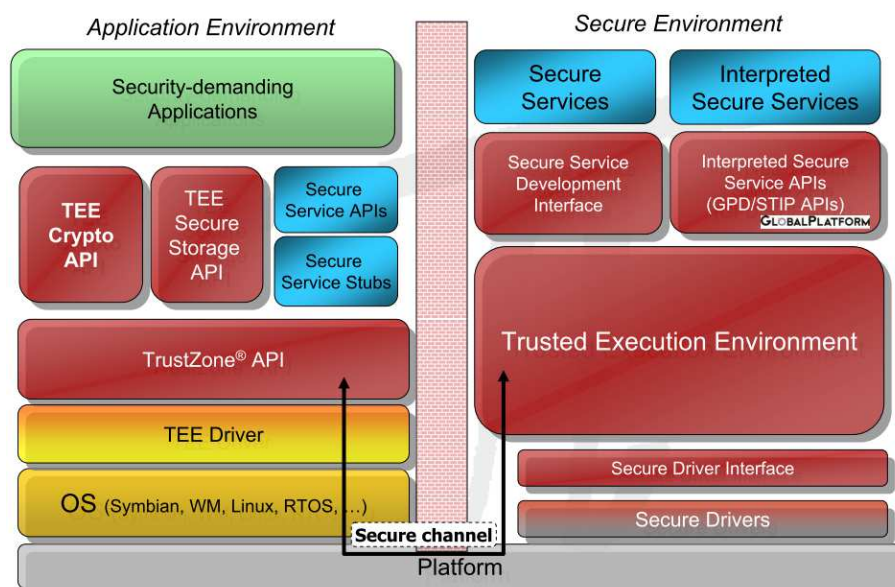 Application Environment
Secure Environment
Security-demanding
Applications
Secure
Services
Interpreted
Secure Services
TEE
Crypto
API
TEE
Secure
Storage
API
Secure
Service APIs
Secure
Service Stubs
Secure Service
Development
Interface
Interpreted Secure
Service APIs
(GPD/STIP APIs)
GLOBALPLATFORM
TrustZone® API
Trusted Execution Environment
TEE Driver
Secure Driver Interface
OS (Symbian, WM, Linux, RTOS, …)
Secure Drivers
Secure channel
Platform